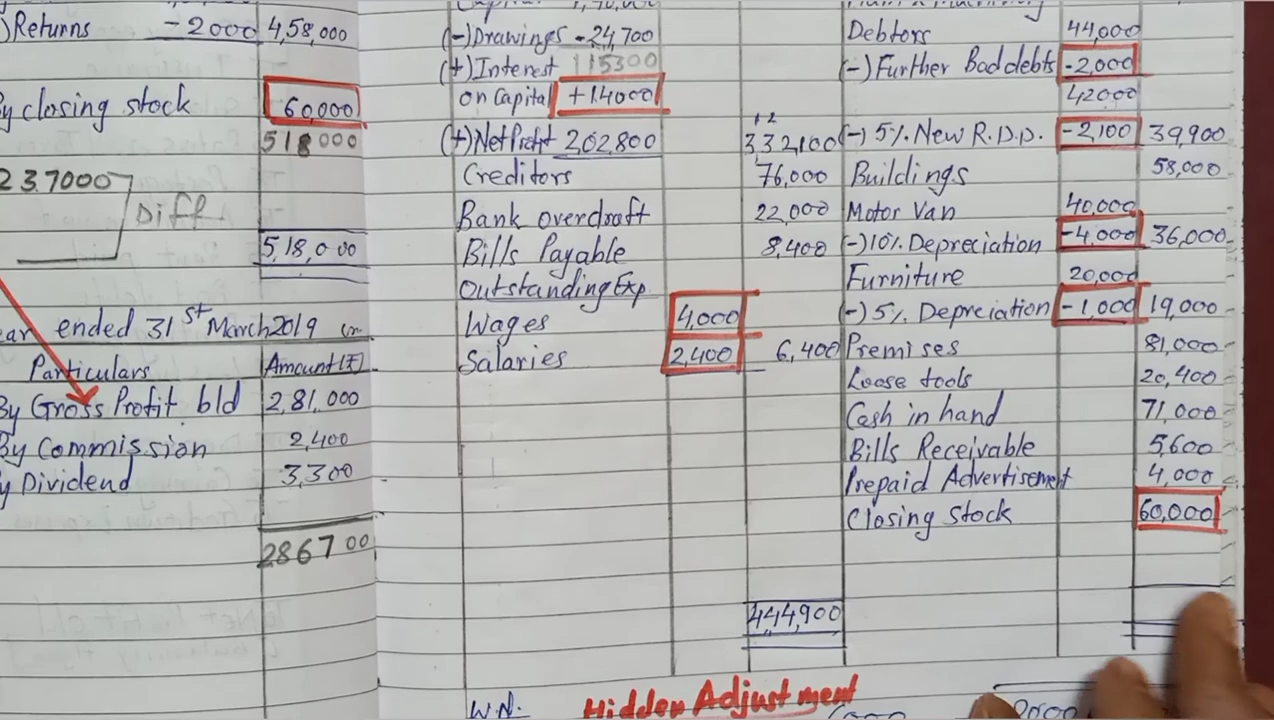 Returns -2000 4,58,000
By closing stock 60,000
518000
237000 Diff
5,18,000
ended 31st March 2019
Particulars Amount(₹)
By Gross Profit b/d 2,81,000
By Commission 2,400
Dividend 3,300
286700
(-) Drawings -24,700
(+) Interest 115300
on Capital +14000
(+) Net Profit 202800 332,100
Creditors 76,000
Bank overdraft 22,000
Bills Payable 8,400
Outstanding Exp.
Wages 4,000
Salaries 2,400 6,400
444,900
Debtors 44,000
(-) Further Bad debts -2,000
42000
(-) 5% New R.D.D. -2,100 39,900
Buildings 58,000
Motor Van 40,000
(-) 10% Depreciation -4,000 36,000
Furniture 20,000
(-) 5% Depreciation -1,000 19,000
Premises 81,000
Loose tools 20,400
Cash in hand 71,000
Bills Receivable 5,600
Prepaid Advertisement 4,000
Closing Stock 60,000
W.N. Hidden Adjustment